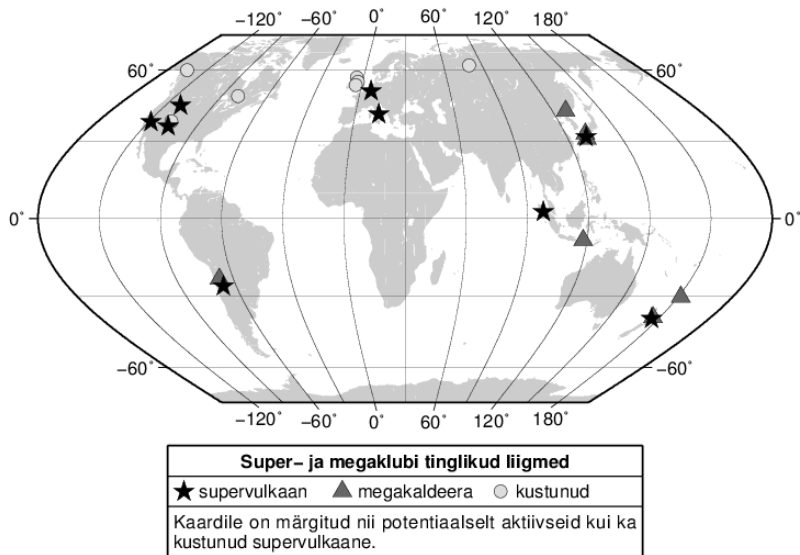 −120˚ −60˚ 0˚ 60˚ 120˚ 180˚
60˚ 60˚
0˚ 0˚
−60˚ −60˚
−120˚ −60˚ 0˚ 60˚ 120˚ 180˚
Super− ja megaklubi tinglikud liigmed
supervulkaan megakaldeera kustunud
Kaardile on märgitud nii potentiaalselt aktiivseid kui ka
kustunud supervulkaane.